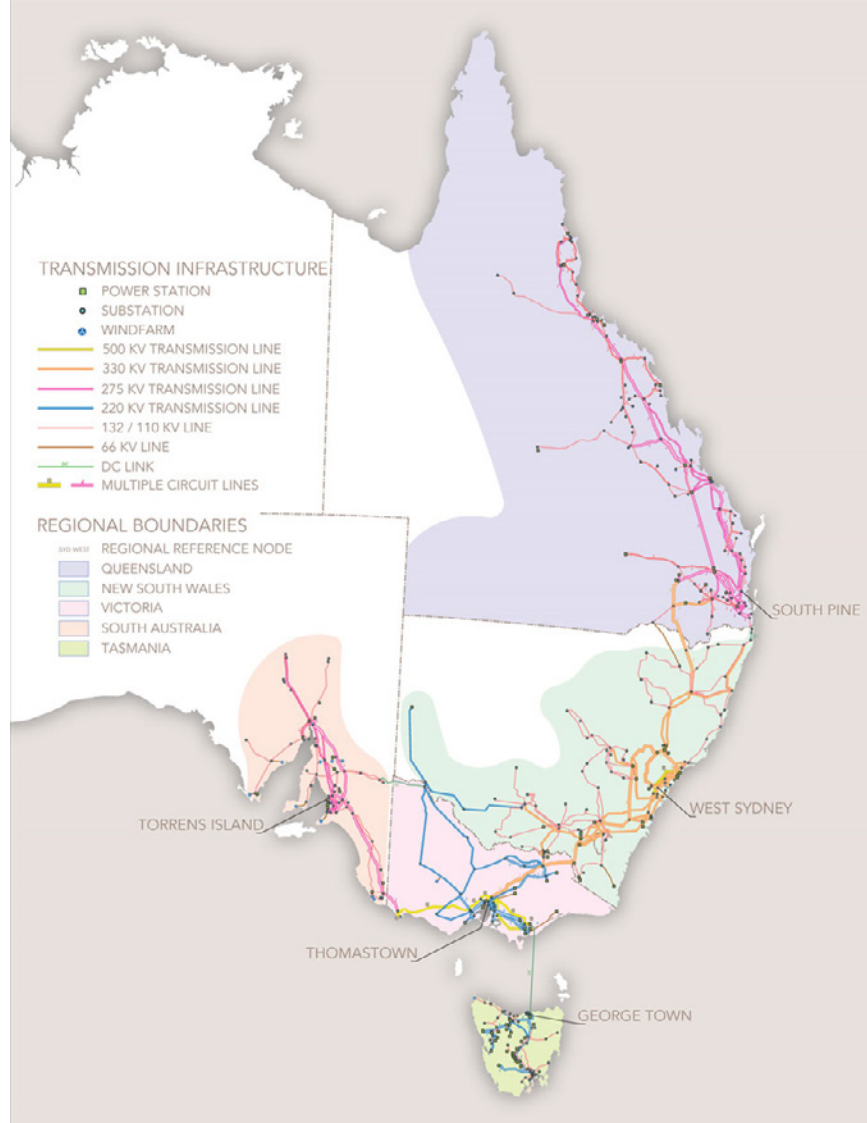 TRANSMISSION INFRASTRUCTURE
POWER STATION
SUBSTATION
WINDFARM
500 KV TRANSMISSION LINE
330 KV TRANSMISSION LINE
275 KV TRANSMISSION LINE
220 KV TRANSMISSION LINE
132 / 110 KV LINE
66 KV LINE
DC LINK
MULTIPLE CIRCUIT LINES
REGIONAL BOUNDARIES
SYD WEST REGIONAL REFERENCE NODE
QUEENSLAND
NEW SOUTH WALES
VICTORIA
SOUTH AUSTRALIA
TASMANIA
SOUTH PINE
WEST SYDNEY
TORRENS ISLAND
THOMASTOWN
GEORGE TOWN